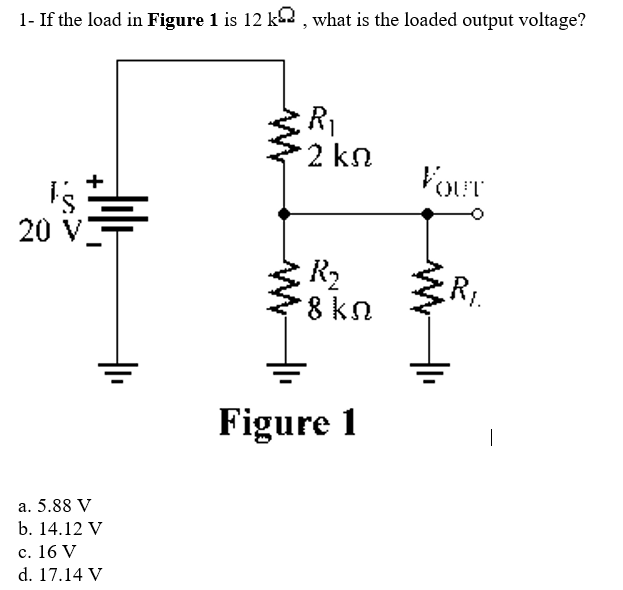 1- If the load in Figure 1 is 12 kΩ , what is the loaded output voltage?
R1
2 kΩ
VOUT
+
VS
20 V
−
R2
8 kΩ
RL
Figure 1
a. 5.88 V
b. 14.12 V
c. 16 V
d. 17.14 V